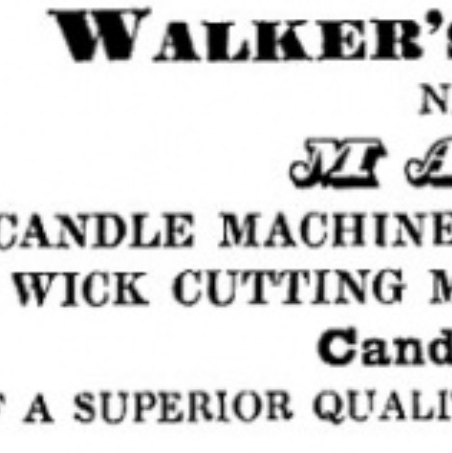 WALKER'S
N
M A
CANDLE MACHINE
WICK CUTTING M
Cand
F A SUPERIOR QUALI